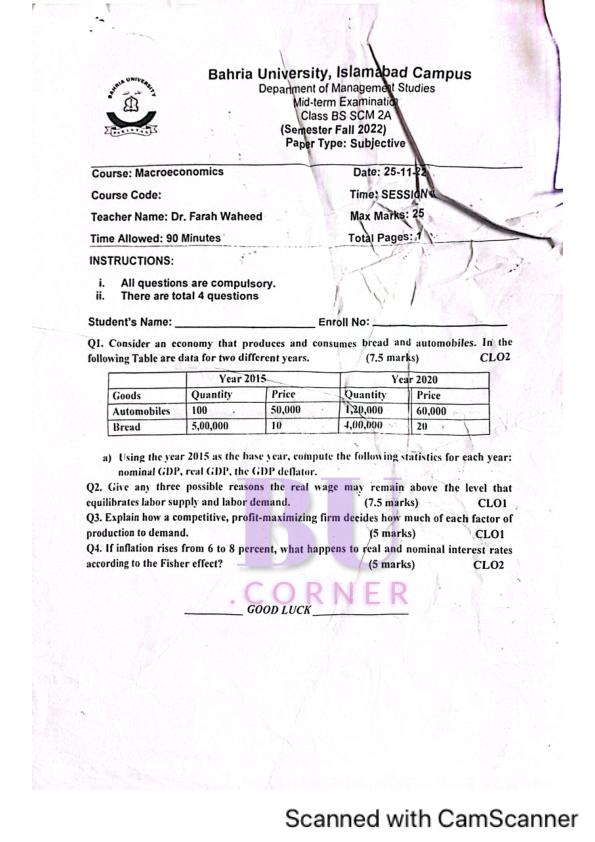 BAHRIA UNIVERSITY
PAKISTAN
Bahria University, Islamabad Campus
Department of Management Studies
Mid-term Examination
Class BS SCM 2A
(Semester Fall 2022)
Paper Type: Subjective
Course: Macroeconomics Date: 25-11-22
Course Code: Time: SESSION
Teacher Name: Dr. Farah Waheed Max Marks: 25
Time Allowed: 90 Minutes Total Pages: 1
INSTRUCTIONS:
i. All questions are compulsory.
ii. There are total 4 questions
Student's Name: ____________________ Enroll No: ____________________
Q1. Consider an economy that produces and consumes bread and automobiles. In the
following Table are data for two different years. (7.5 marks) CLO2
Year 2015 Year 2020
Goods Quantity Price Quantity Price
Automobiles 100 50,000 1,20,000 60,000
Bread 5,00,000 10 4,00,000 20
a) Using the year 2015 as the base year, compute the following statistics for each year:
nominal GDP, real GDP, the GDP deflator.
Q2. Give any three possible reasons the real wage may remain above the level that
equilibrates labor supply and labor demand. (7.5 marks) CLO1
Q3. Explain how a competitive, profit-maximizing firm decides how much of each factor of
production to demand. (5 marks) CLO1
Q4. If inflation rises from 6 to 8 percent, what happens to real and nominal interest rates
according to the Fisher effect? (5 marks) CLO2
BU
.CORNER
__________ GOOD LUCK __________
Scanned with CamScanner